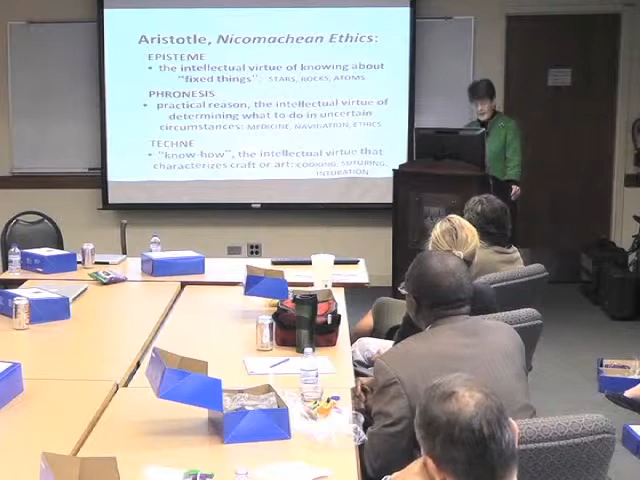 Aristotle, Nicomachean Ethics:
EPISTEME
• the intellectual virtue of knowing about
"fixed things": STARS, ROCKS, ATOMS
PHRONESIS
• practical reason, the intellectual virtue of
determining what to do in uncertain
circumstances: MEDICINE, NAVIGATION, ETHICS
TECHNE
• "know-how", the intellectual virtue that
characterizes craft or art: COOKING, SUTURING,
INTUBATION